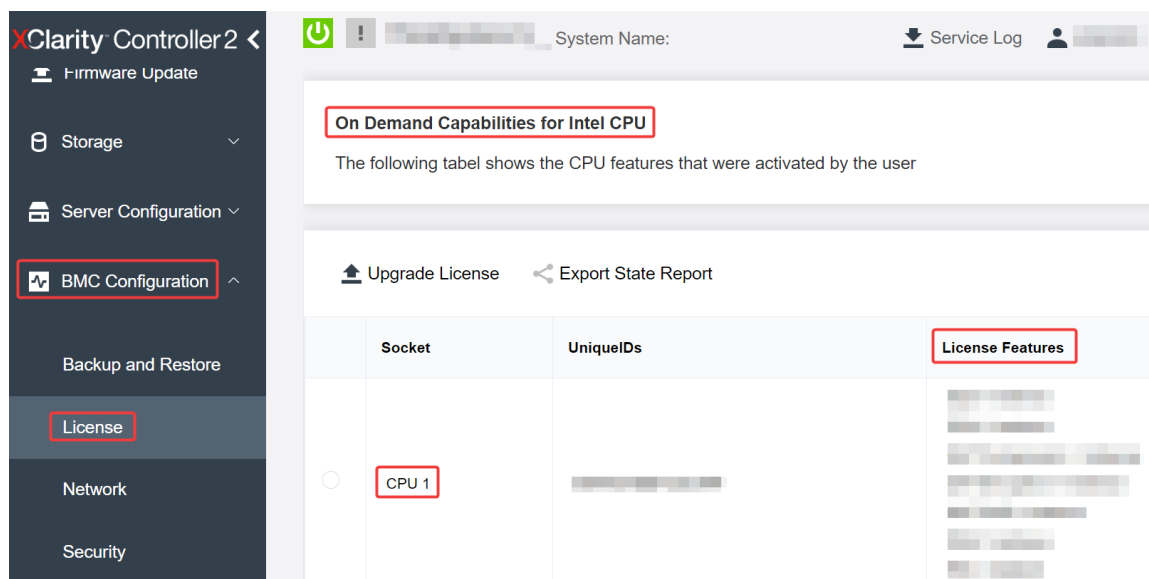 XClarity Controller 2
Firmware Update
Storage
Server Configuration
BMC Configuration
Backup and Restore
License
Network
Security
System Name:
Service Log
On Demand Capabilities for Intel CPU
The following tabel shows the CPU features that were activated by the user
Upgrade License
Export State Report
Socket
UniqueIDs
License Features
CPU 1